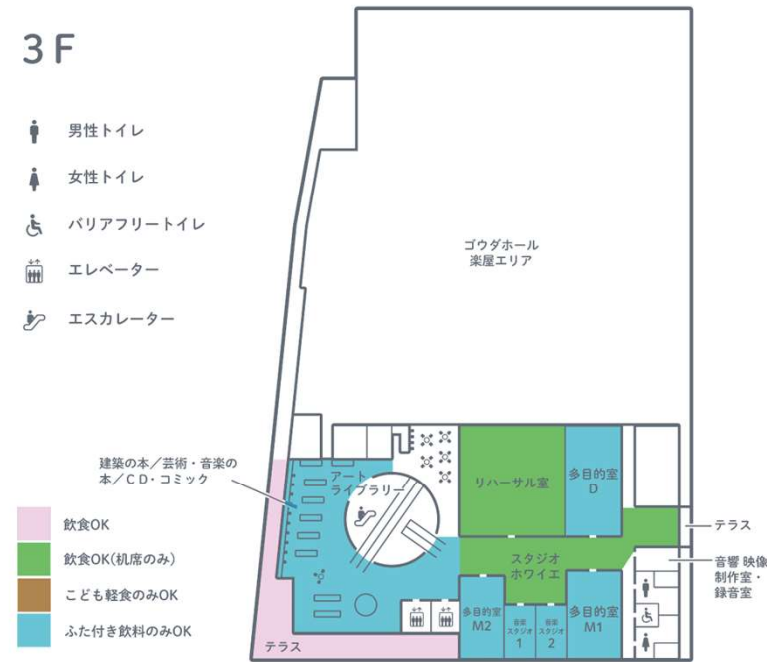 3F
男性トイレ
女性トイレ
バリアフリートイレ
エレベーター
エスカレーター
ゴウダホール
楽屋エリア
建築の本／芸術・音楽の
本／CD・コミック
アート
ライブラリー
リハーサル室
多目的室
D
飲食OK
飲食OK(机席のみ)
こども軽食のみOK
ふた付き飲料のみOK
スタジオ
ホワイエ
テラス
音響 映像
制作室・
録音室
多目的室
M2
音楽
スタジオ
1
音楽
スタジオ
2
多目的室
M1
テラス